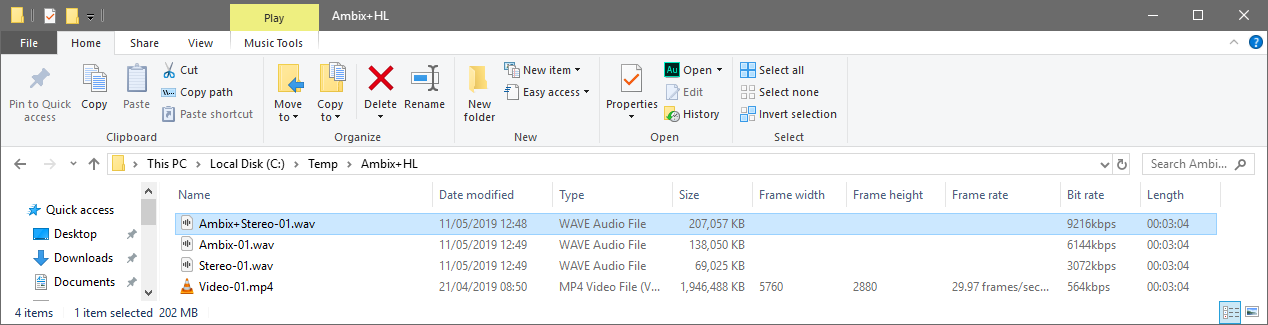 Play
Ambix+HL
File Home Share View Music Tools
Pin to Quick access
Copy
Paste
Cut
Copy path
Paste shortcut
Clipboard
Move to
Copy to
Delete
Rename
Organize
New folder
New item
Easy access
New
Properties
Au
Open
Edit
History
Open
Select all
Select none
Invert selection
Select
This PC > Local Disk (C:) > Temp > Ambix+HL
Search Ambi...
Quick access
Desktop
Downloads
Documents
Name Date modified Type Size Frame width Frame height Frame rate Bit rate Length
Ambix+Stereo-01.wav 11/05/2019 12:48 WAVE Audio File 207,057 KB 9216kbps 00:03:04
Ambix-01.wav 11/05/2019 12:49 WAVE Audio File 138,050 KB 6144kbps 00:03:04
Stereo-01.wav 11/05/2019 12:49 WAVE Audio File 69,025 KB 3072kbps 00:03:04
Video-01.mp4 21/04/2019 08:50 MP4 Video File (V... 1,946,488 KB 5760 2880 29.97 frames/sec... 564kbps 00:03:04
4 items 1 item selected 202 MB